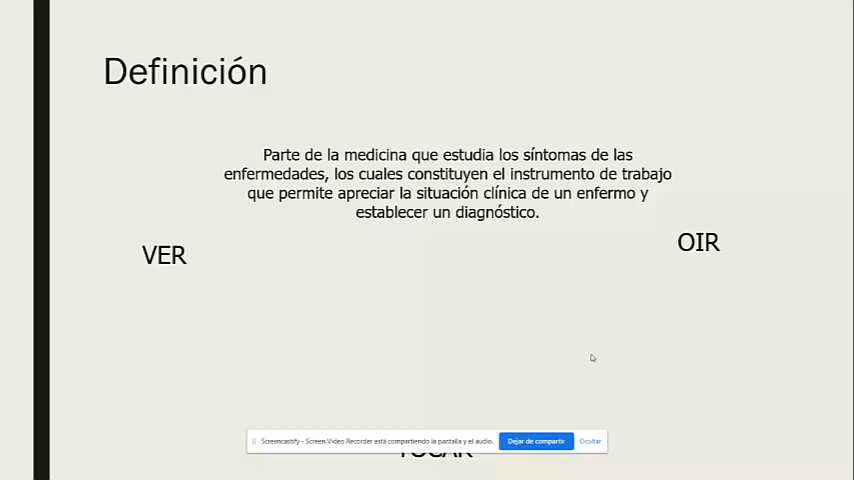 Definición
Parte de la medicina que estudia los síntomas de las
enfermedades, los cuales constituyen el instrumento de trabajo
que permite apreciar la situación clínica de un enfermo y
establecer un diagnóstico.
OIR
VER
Screencastify - Screen Video Recorder está compartiendo la pantalla y el audio.
Dejar de compartir
Ocultar
TOCAR